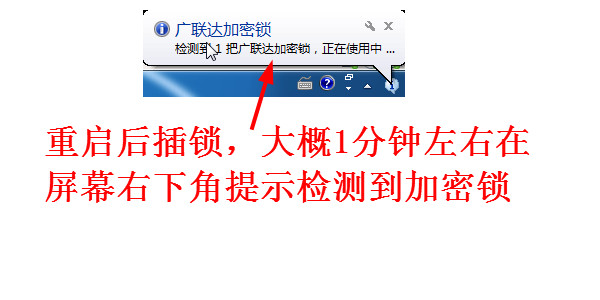 广联达加密锁
检测到 1 把广联达加密锁，正在使用中 ...
重启后插锁，大概1分钟左右在
屏幕右下角提示检测到加密锁